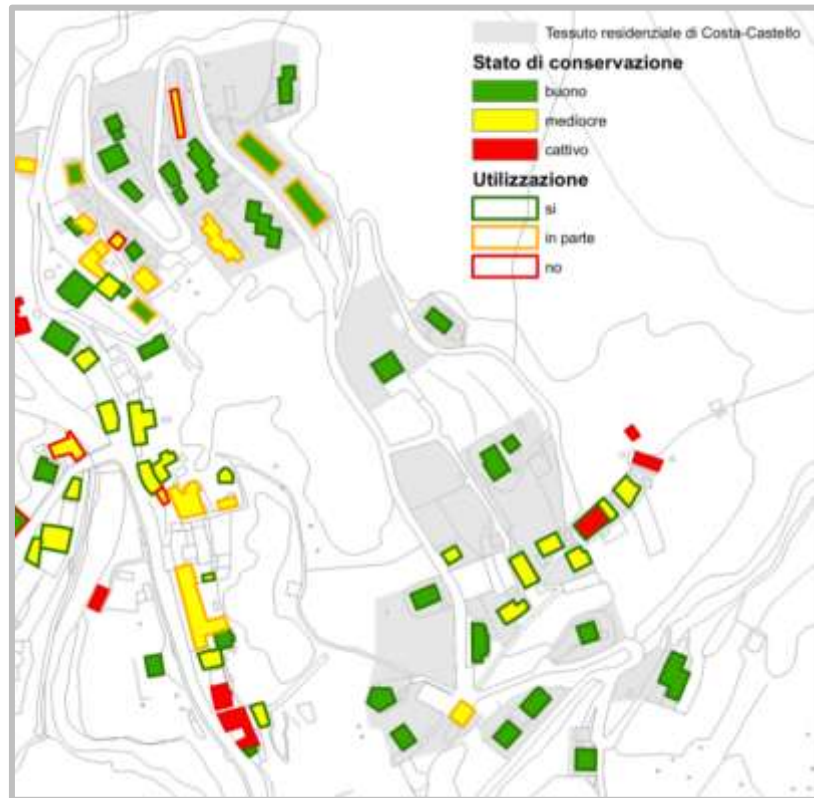 Tessuto residenziale di Costa-Castello
Stato di conservazione
buono
mediocre
cattivo
Utilizzazione
si
in parte
no